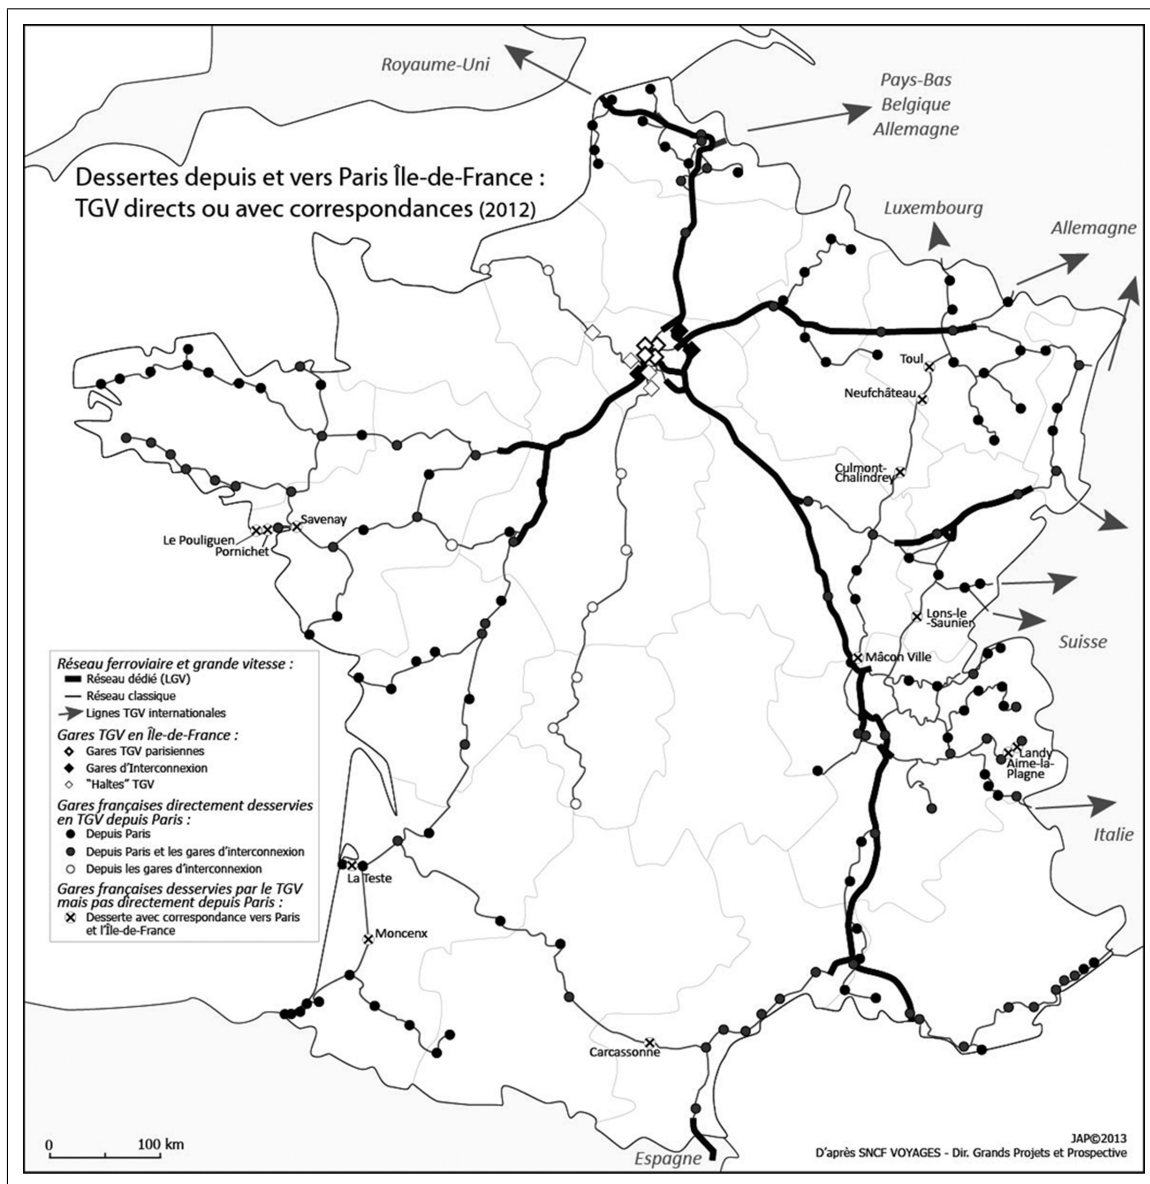 Royaume-Uni
Pays-Bas
Belgique
Allemagne
Dessertes depuis et vers Paris Île-de-France :
TGV directs ou avec correspondances (2012)
Luxembourg
Allemagne
Toul
Neufchâteau
Culmont-
Chalindrey
Savenay
Le Pouliguen
Pornichet
Lons-le
-Saunier
Suisse
Mâcon Ville
Landy
Aime-la-
Plagne
Italie
Réseau ferroviaire et grande vitesse :
Réseau dédié (LGV)
Réseau classique
Lignes TGV internationales
Gares TGV en Île-de-France :
Gares TGV parisiennes
Gares d'Interconnexion
"Haltes" TGV
Gares françaises directement desservies
en TGV depuis Paris :
Depuis Paris
Depuis Paris et les gares d'interconnexion
Depuis les gares d'interconnexion
Gares françaises desservies par le TGV
mais pas directement depuis Paris :
Desserte avec correspondance vers Paris
et l'Île-de-France
La Teste
Moncenx
Carcassonne
Espagne
0 100 km
JAP©2013
D'après SNCF VOYAGES - Dir. Grands Projets et Prospective